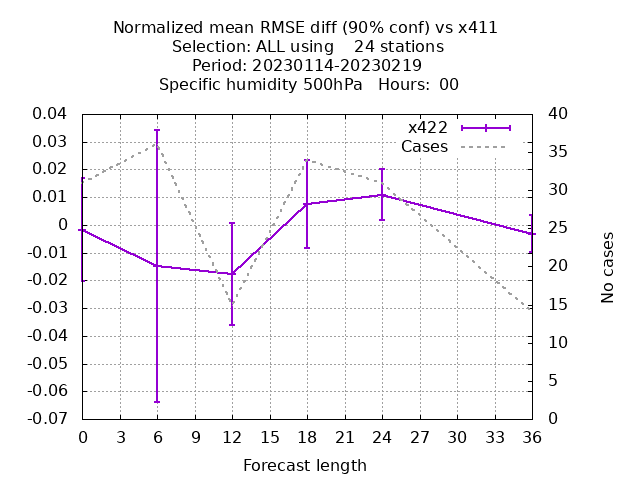 Normalized mean RMSE diff (90% conf) vs x411
Selection: ALL using    24 stations
Period: 20230114-20230219
Specific humidity 500hPa   Hours:  00
x422
Cases
0.04
0.03
0.02
0.01
0
-0.01
-0.02
-0.03
-0.04
-0.05
-0.06
-0.07
40
35
30
25
20
15
10
5
0
No cases
0 3 6 9 12 15 18 21 24 27 30 33 36
Forecast length